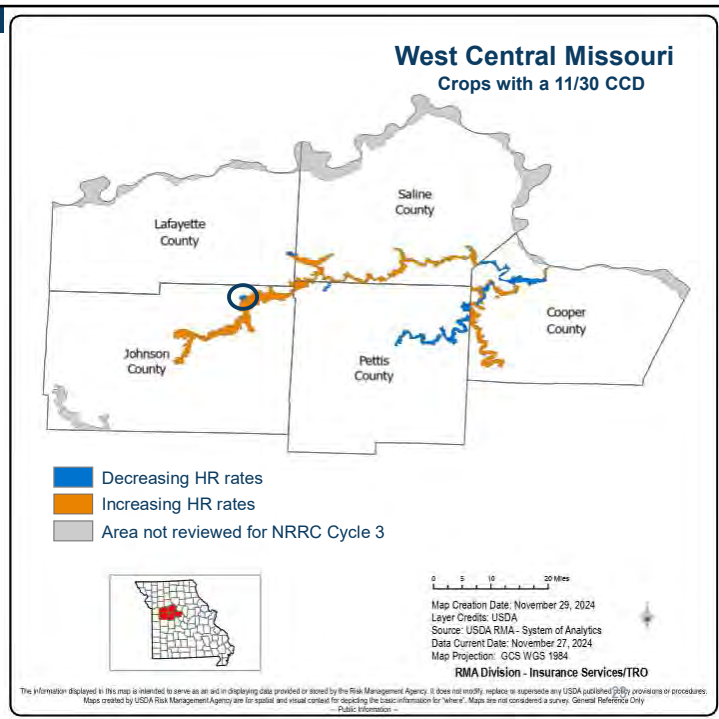 West Central Missouri
Crops with a 11/30 CCD
Saline
County
Lafayette
County
Cooper
County
Johnson
County
Pettis
County
Decreasing HR rates
Increasing HR rates
Area not reviewed for NRRC Cycle 3
0 5 10 20 Miles
Map Creation Date: November 29, 2024
Layer Credits: USDA
Source: USDA RMA - System of Analytics
Data Current Date: November 27, 2024
Map Projection: GCS WGS 1984
RMA Division - Insurance Services/TRO
The information displayed in this map is intended to serve as an aid in displaying data provided or stored by the Risk Management Agency. It does not modify, replace or supersede any USDA published policy provisions or procedures.
Maps created by USDA Risk Management Agency are for spatial and visual context for depicting the basic information for "where". Maps are not considered a survey. General Reference Only
-- Public Information --